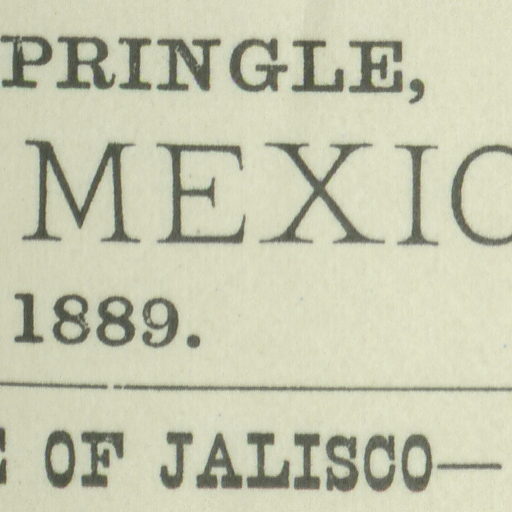 PRINGLE,
MEXIC
1889.
E OF JALISCO—